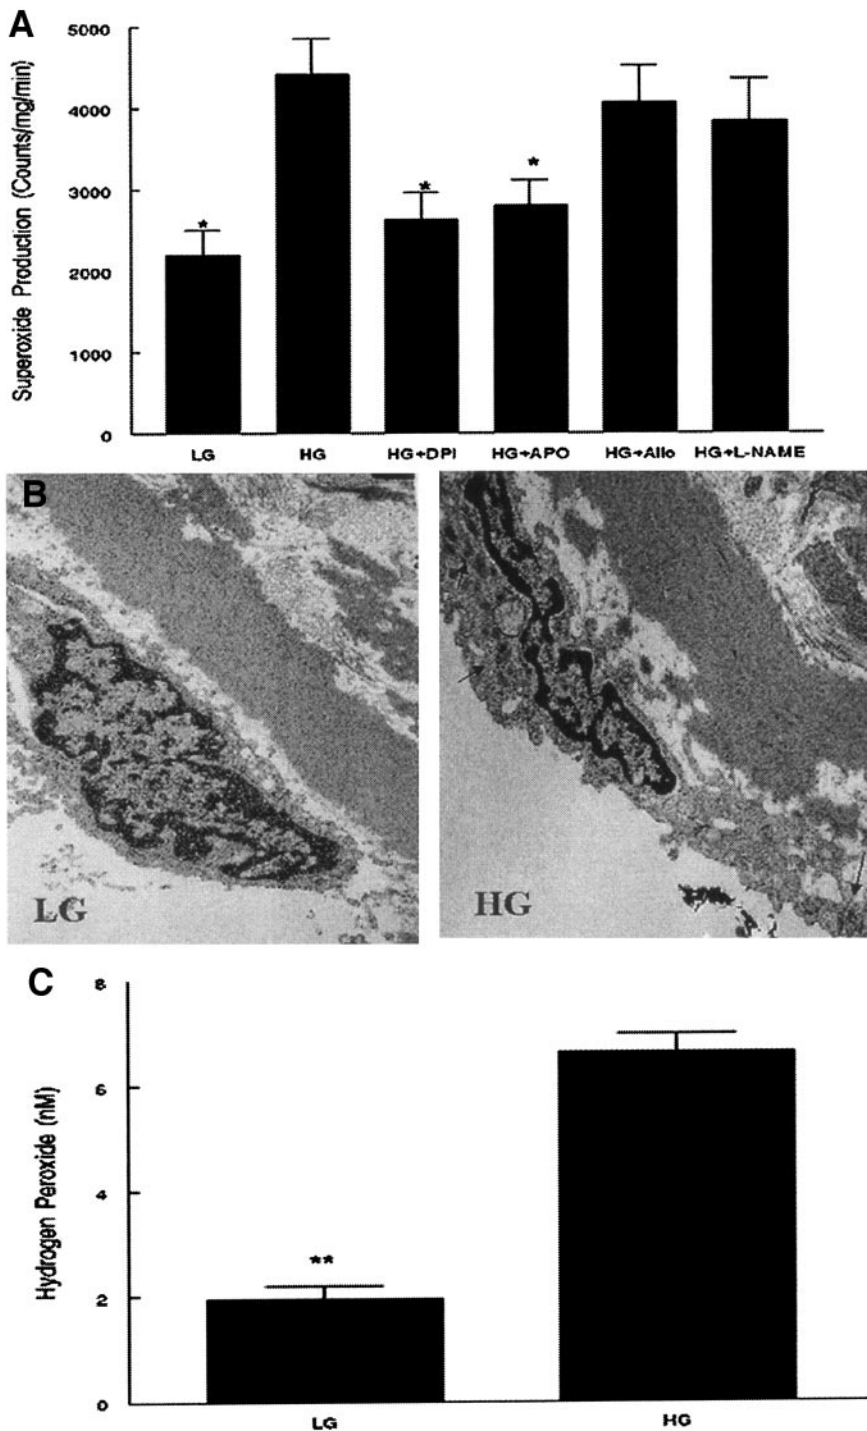 A
Superoxide Production (Counts/mg/min)
5000
4000
3000
2000
1000
0
*
*
*
LG HG HG+DPI HG+APO HG+Allo HG+L-NAME
B
LG
HG
C
Hydrogen Peroxide (nM)
8
6
4
2
0
**
LG HG